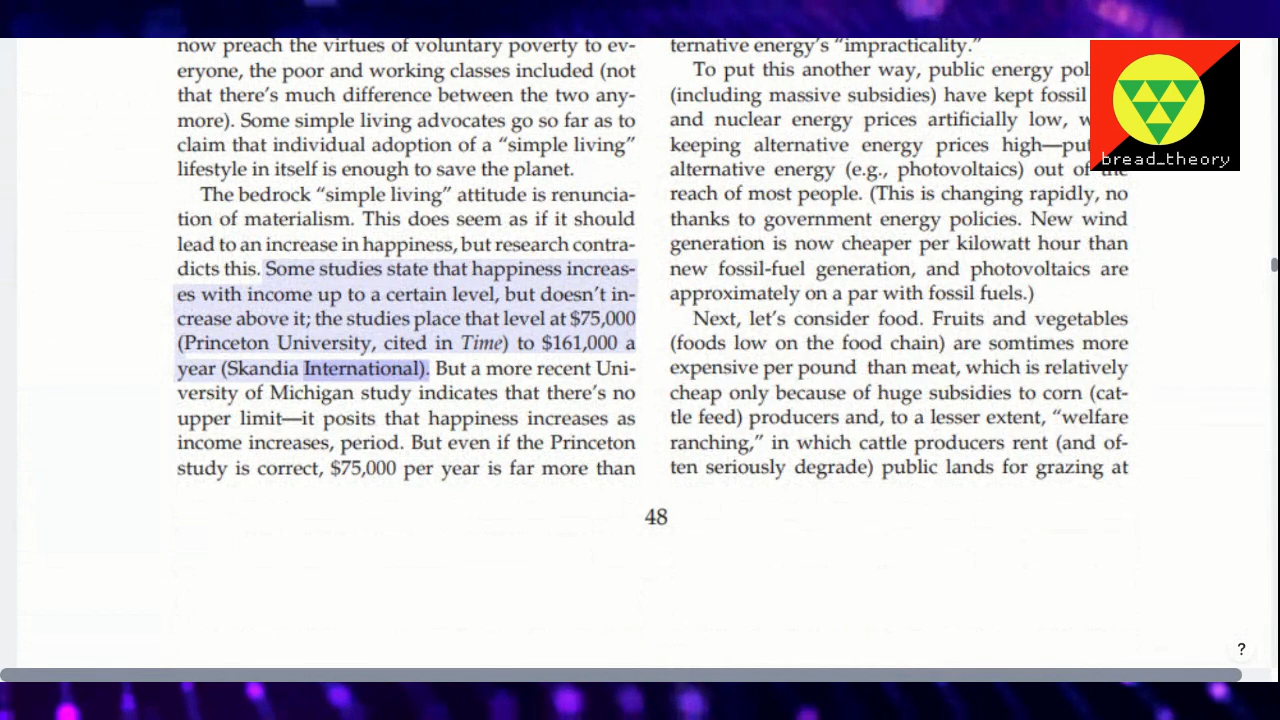 now preach the virtues of voluntary poverty to ev-
eryone, the poor and working classes included (not
that there's much difference between the two any-
more). Some simple living advocates go so far as to
claim that individual adoption of a "simple living"
lifestyle in itself is enough to save the planet.
The bedrock "simple living" attitude is renuncia-
tion of materialism. This does seem as if it should
lead to an increase in happiness, but research contra-
dicts this. Some studies state that happiness increas-
es with income up to a certain level, but doesn't in-
crease above it; the studies place that level at $75,000
(Princeton University, cited in Time) to $161,000 a
year (Skandia International). But a more recent Uni-
versity of Michigan study indicates that there's no
upper limit—it posits that happiness increases as
income increases, period. But even if the Princeton
study is correct, $75,000 per year is far more than
ternative energy's "impracticality."
To put this another way, public energy pol
(including massive subsidies) have kept fossil
and nuclear energy prices artificially low, w
keeping alternative energy prices high—put
alternative energy (e.g., photovoltaics) out of the
reach of most people. (This is changing rapidly, no
thanks to government energy policies. New wind
generation is now cheaper per kilowatt hour than
new fossil-fuel generation, and photovoltaics are
approximately on a par with fossil fuels.)
Next, let's consider food. Fruits and vegetables
(foods low on the food chain) are somtimes more
expensive per pound than meat, which is relatively
cheap only because of huge subsidies to corn (cat-
tle feed) producers and, to a lesser extent, "welfare
ranching," in which cattle producers rent (and of-
ten seriously degrade) public lands for grazing at
48
bread_theory
?